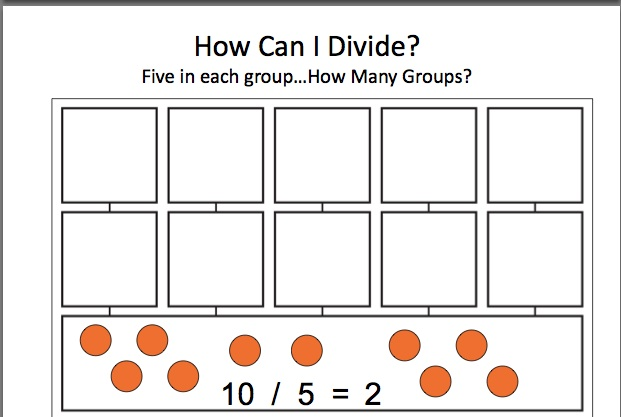 How Can I Divide?
Five in each group...How Many Groups?
10 / 5 = 2